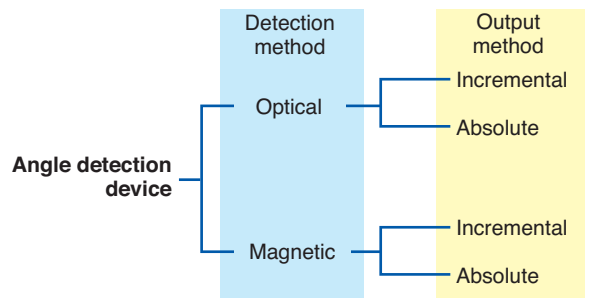 Detection
method
Output
method
Optical
Incremental
Absolute
Angle detection
device
Magnetic
Incremental
Absolute